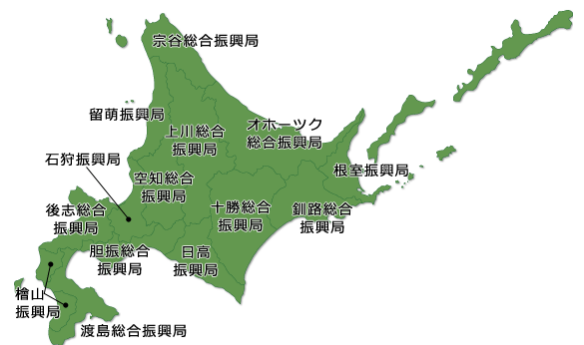 宗谷総合振興局
留萌振興局
上川総合
振興局
オホーツク
総合振興局
石狩振興局
空知総合
振興局
根室振興局
後志総合
振興局
十勝総合
振興局
釧路総合
振興局
胆振総合
振興局
日高
振興局
檜山
振興局
渡島総合振興局